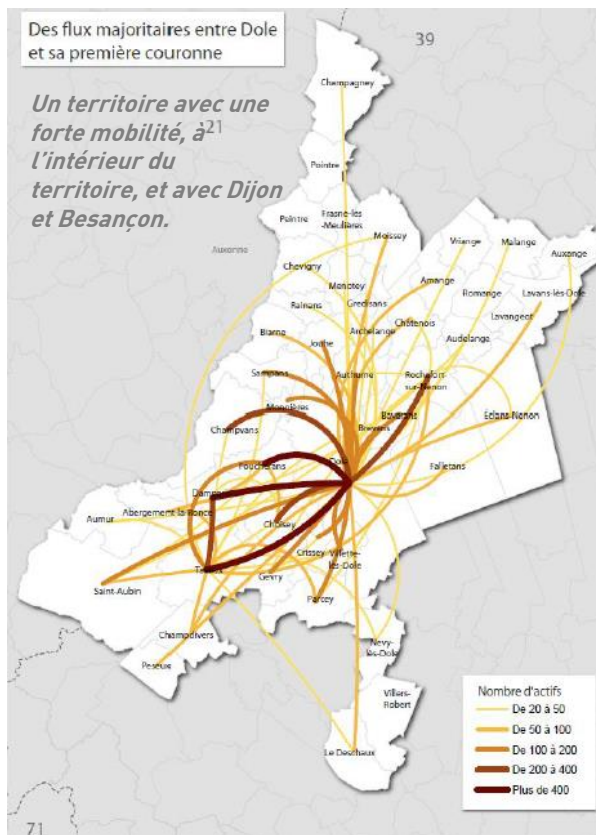 Des flux majoritaires entre Dole
et sa première couronne
39
Champagney
Un territoire avec une
forte mobilité, à
21
l'intérieur du
territoire, et avec Dijon
et Besançon.
Pointre
Peintre
Frasne-les
-Meulières
Moissey
Vriange
Malange
Auxange
Auxonne
Chevigny
Menotey
Amange
Romange
Lavans-lès-Dole
Rainans
Gredisans
Châtenois
Lavangeot
Biarne
Jouhe
Archelange
Audelange
Sampans
Authume
Rochefort
-sur-Nenon
Monnières
Baverans
Éclans-Nenon
Champvans
Brevans
Foucherans
Dole
Falletans
Abergement-la-Ronce
Aumur
Choisey
Crissey
Villette
-lès-Dole
Saint-Aubin
Gevry
Parcey
Champdivers
Nevy-
lès-Dole
Peseux
Villers-
Robert
Le Deschaux
Nombre d'actifs
De 20 à 50
De 50 à 100
De 100 à 200
De 200 à 400
Plus de 400
71